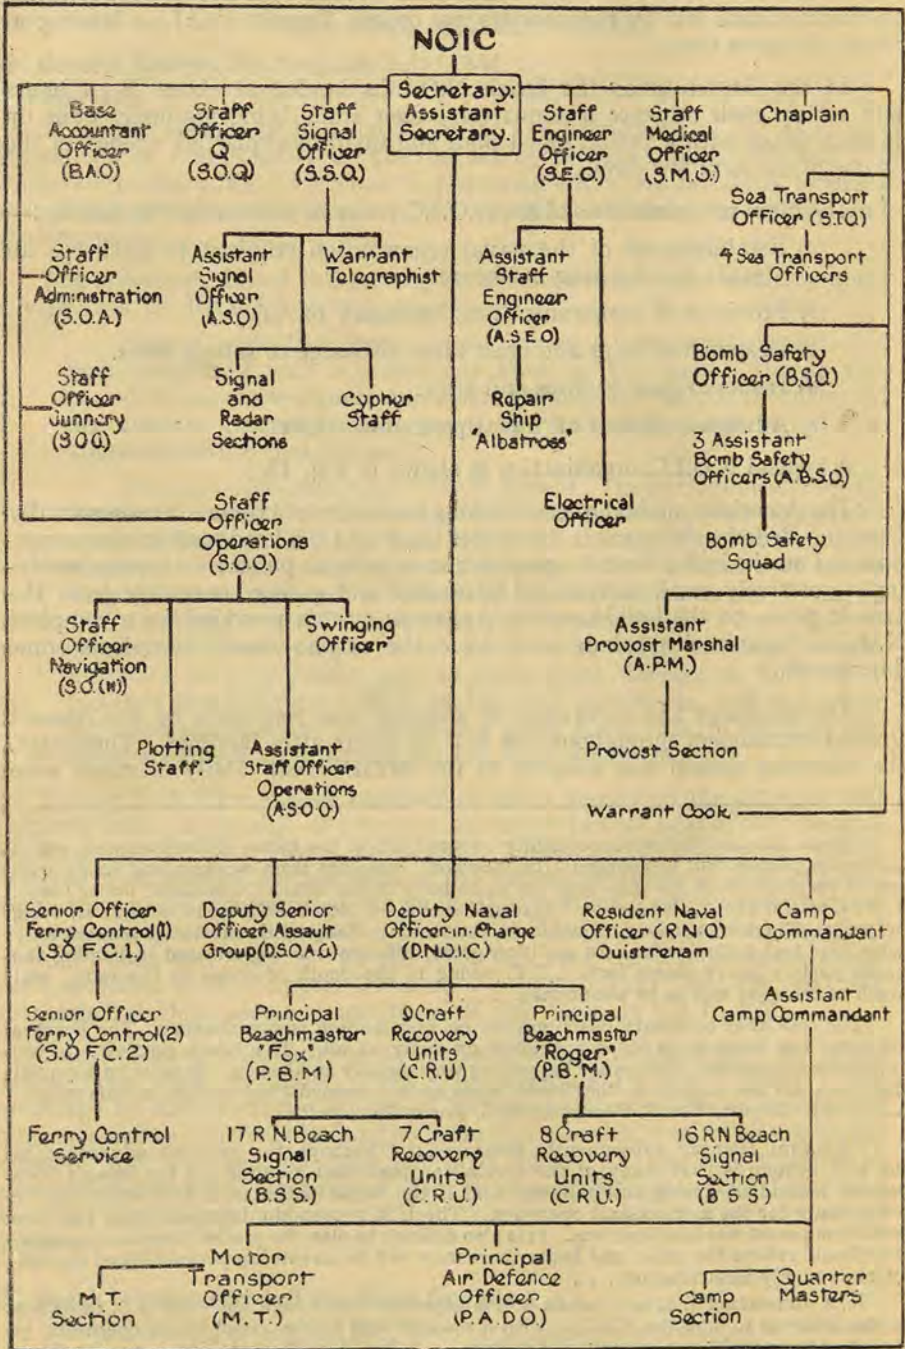 NOIC
Secretary:
Assistant
Secretary.
Base
Accountant
Officer
(B.A.O)
Staff
Officer
Q
(S.O.Q)
Staff
Signal
Officer
(S.S.O.)
Staff
Engineer
Officer
(S.E.O.)
Staff
Medical
Officer
(S.M.O.)
Chaplain
Sea Transport
Officer (S.T.O.)
4 Sea Transport
Officers
Staff
Officer
Administration
(S.O.A.)
Assistant
Signal
Officer
(A.S.O)
Warrant
Telegraphist
Assistant
Staff
Engineer
Officer
(A.S E O)
Bomb Safety
Officer (B.S.O.)
Staff
Officer
Gunnery
(S O G)
Signal
and
Radar
Sections
Cypher
Staff
Repair
Ship
"Albatross"
3 Assistant
Bomb Safety
Officers (A.B.S.O.)
Electrical
Officer
Bomb Safety
Squad
Staff
Officer
Operations
(S.O.O.)
Staff
Officer
Navigation
(S.O.(N))
Swinging
Officer
Assistant
Provost Marshal
(A.P.M.)
Plotting
Staff.
Assistant
Staff Officer
Operations
(A.S.O O.)
Provost Section
Warrant Cook
Senior Officer
Ferry Control(1)
(S.O F.C.1.)
Deputy Senior
Officer Assault
Group(D.S.O.A.G)
Deputy Naval
Officer-in-Charge
(D.N.O.I.C)
Resident Naval
Officer (R N O)
Ouistreham
Camp
Commandant
Senior Officer
Ferry Control(2)
(S.O F.C.2)
Principal
Beachmaster
"Fox"
(P. B. M)
9 Craft
Recovery
Units
(C.R.U)
Principal
Beachmaster
"Roger"
(P.B.M.)
Assistant
Camp Commandant
Ferry Control
Service
17 R N. Beach
Signal
Section
(B.S S.)
7 Craft
Recovery
Units
(C.R.U.)
8 Craft
Recovery
Units
(C R U.)
16 RN Beach
Signal
Section
(B S S)
M.T.
Section
Motor
Transport
Officer
(M.T.)
Principal
Air Defence
Officer
(P.A.D O.)
Camp
Section
Quarter
Masters